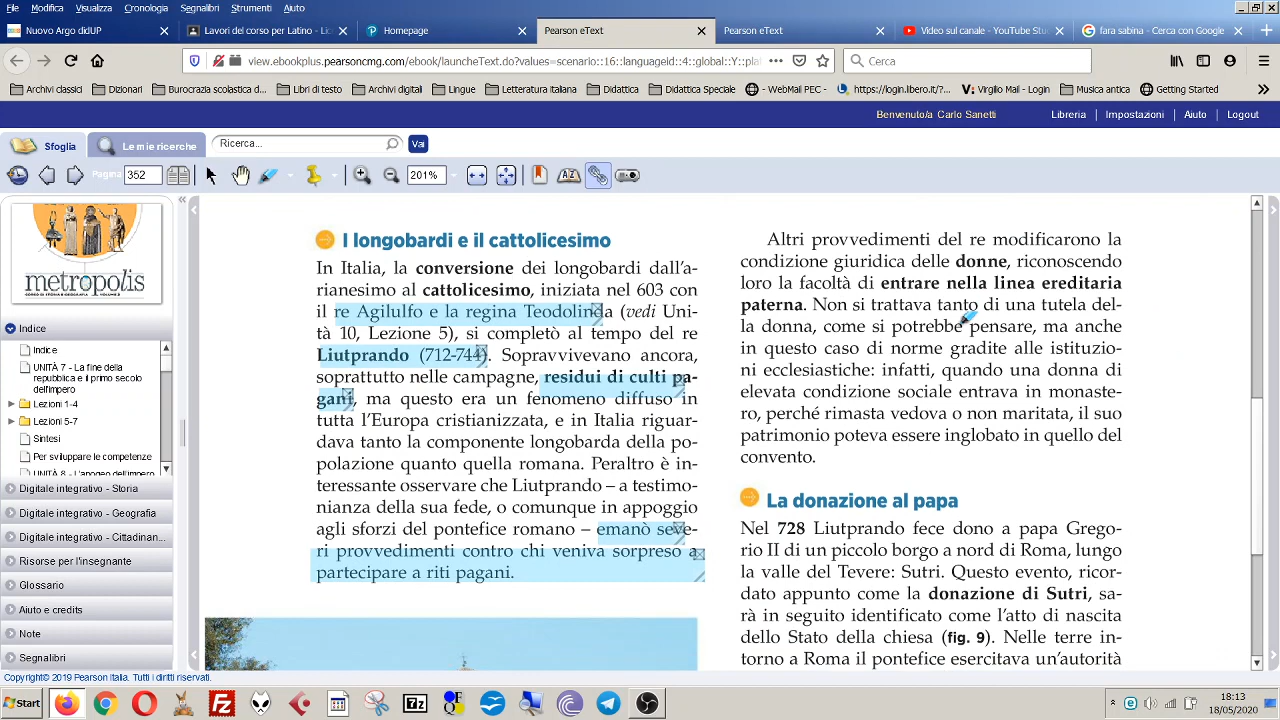 File Modifica Visualizza Cronologia Segnalibri Strumenti Aiuto
Nuovo Argo didUP
Lavori del corso per Latino - Lic
Homepage
Pearson eText
Pearson eText
Video sul canale - YouTube Stu
fara sabina - Cerca con Google
view.ebookplus.pearsoncmg.com/ebook/launcheText.do?values=scenario::16::languageid::4::global::Y::pla
Cerca
Archivi classici Dizionari Burocrazia scolastica d... Libri di testo Archivi digitali Lingue Letteratura italiana Didattica Didattica Speciale - WebMail PEC - https://login.libero.it/?... Virgilio Mail - Login Musica antica Getting Started
Benvenuto/a Carlo Sanetti
Libreria Impostazioni Aiuto Logout
Sfoglia
Le mie ricerche
Ricerca...
Vai
Pagina 352
201%
metropolis
Indice
Indice
UNITÀ 7 - La fine della
repubblica e il primo secolo
dell'impero
Lezioni 1-4
Lezioni 5-7
Sintesi
Per sviluppare le competenze
UNITÀ 8 - L'apogeo dell'impero
Digitale integrativo - Storia
Digitale integrativo - Geografia
Digitale integrativo - Cittadinan...
Risorse per l'insegnante
Glossario
Aiuto e credits
Note
Segnalibri
I longobardi e il cattolicesimo
In Italia, la conversione dei longobardi dall'a-
rianesimo al cattolicesimo, iniziata nel 603 con
il re Agilulfo e la regina Teodolinda (vedi Uni-
tà 10, Lezione 5), si completò al tempo del re
Liutprando (712-744). Sopravvivevano ancora,
soprattutto nelle campagne, residui di culti pa-
gani, ma questo era un fenomeno diffuso in
tutta l'Europa cristianizzata, e in Italia riguar-
dava tanto la componente longobarda della po-
polazione quanto quella romana. Peraltro è in-
teressante osservare che Liutprando – a testimo-
nianza della sua fede, o comunque in appoggio
agli sforzi del pontefice romano – emanò seve-
ri provvedimenti contro chi veniva sorpreso a
partecipare a riti pagani.
Altri provvedimenti del re modificarono la
condizione giuridica delle donne, riconoscendo
loro la facoltà di entrare nella linea ereditaria
paterna. Non si trattava tanto di una tutela del-
la donna, come si potrebbe pensare, ma anche
in questo caso di norme gradite alle istituzio-
ni ecclesiastiche: infatti, quando una donna di
elevata condizione sociale entrava in monaste-
ro, perché rimasta vedova o non maritata, il suo
patrimonio poteva essere inglobato in quello del
convento.
La donazione al papa
Nel 728 Liutprando fece dono a papa Grego-
rio II di un piccolo borgo a nord di Roma, lungo
la valle del Tevere: Sutri. Questo evento, ricor-
dato appunto come la donazione di Sutri, sa-
rà in seguito identificato come l'atto di nascita
dello Stato della chiesa (fig. 9). Nelle terre in-
torno a Roma il pontefice esercitava un'autorità
Copyright© 2019 Pearson Italia. Tutti i diritti riservati.
Start
18:13
18/05/2020